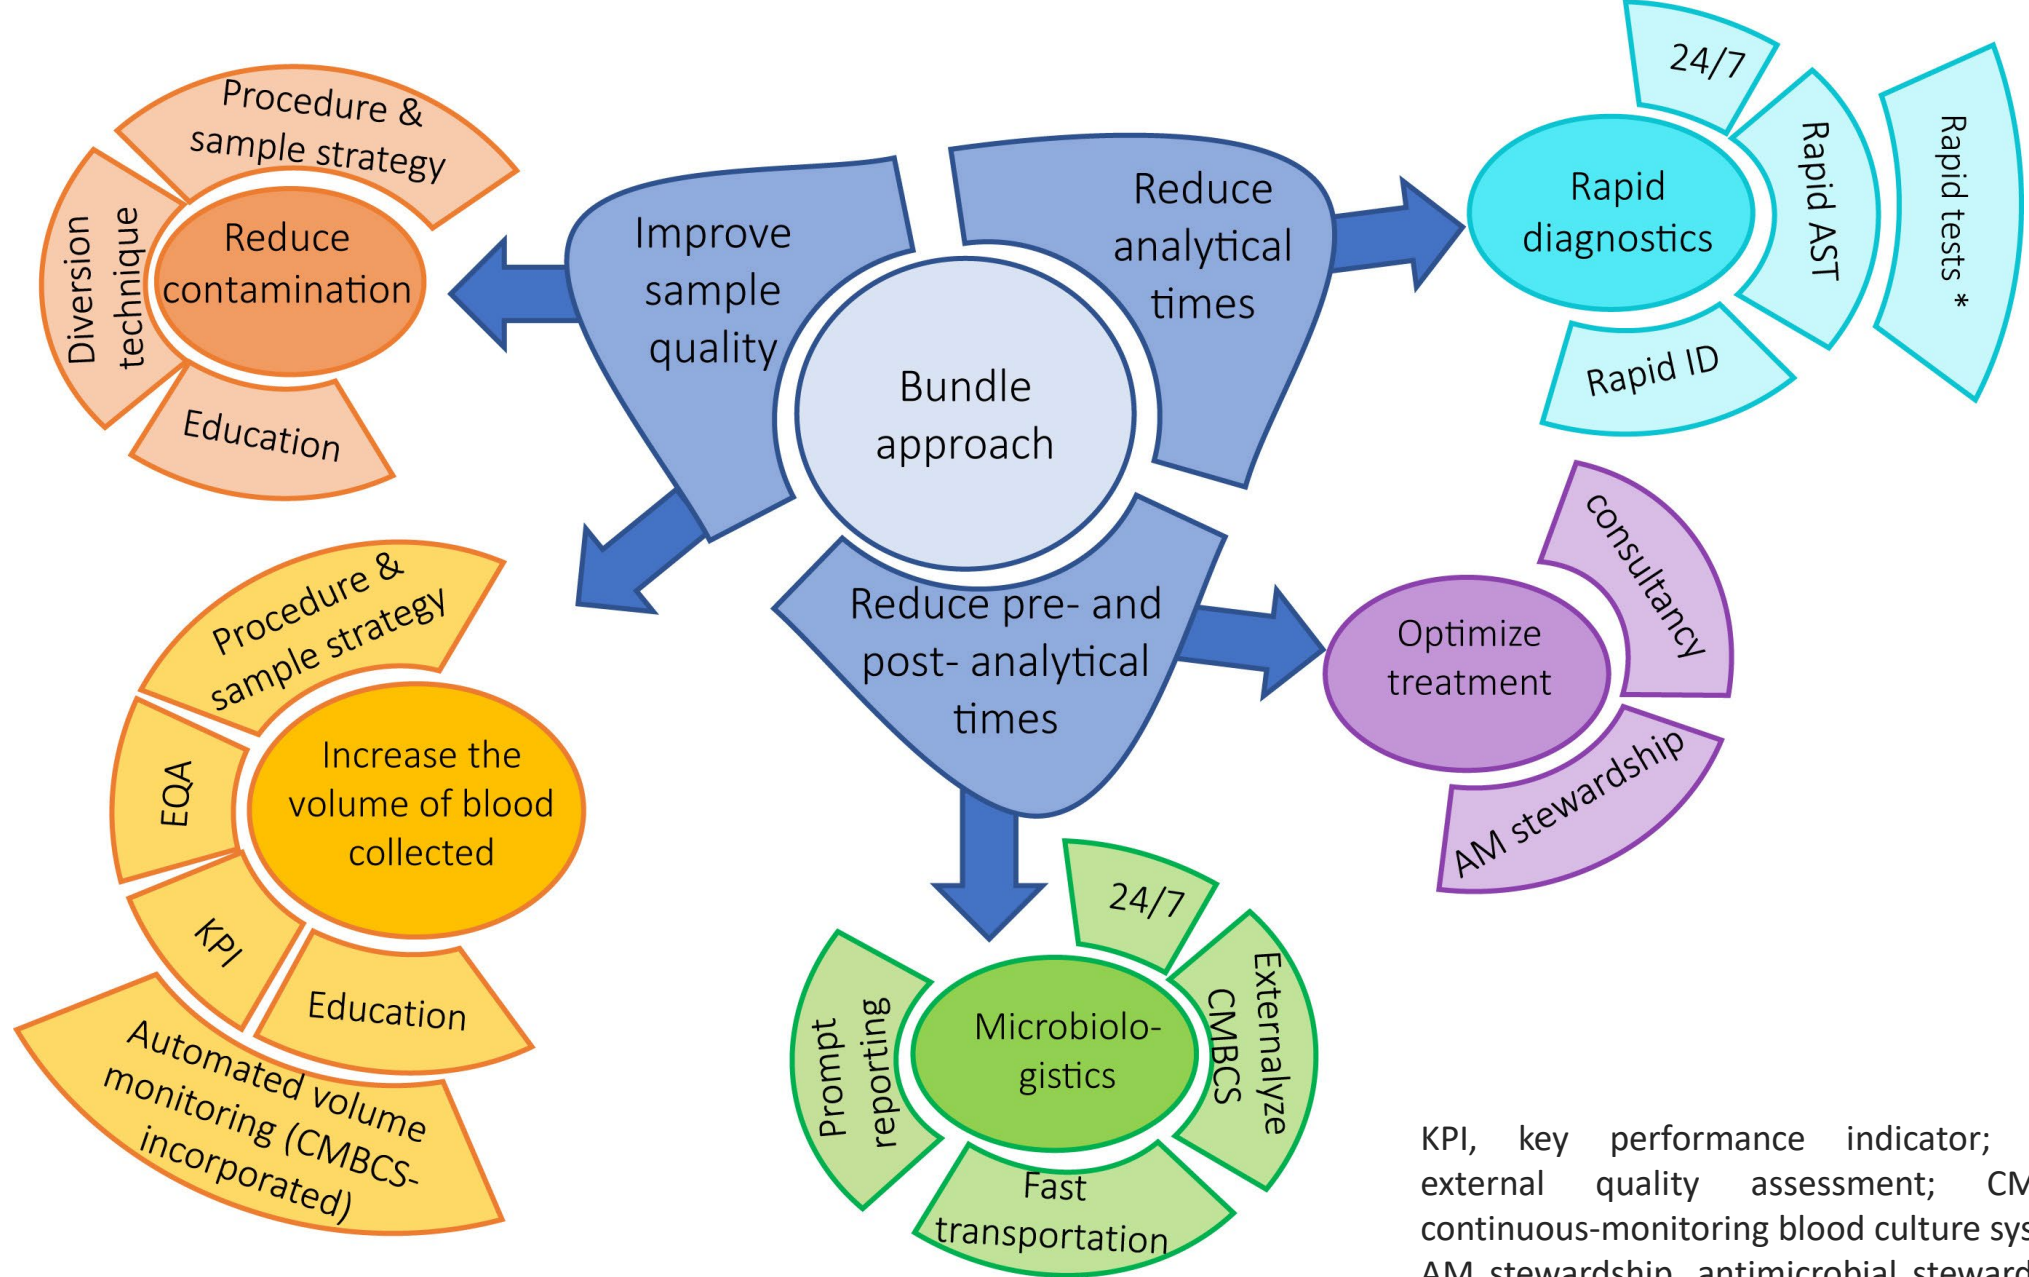 Procedure &
sample strategy
Diversion
technique
Reduce
contamination
Education
Improve
sample
quality
Reduce
analytical
times
Bundle
approach
Reduce pre- and
post- analytical
times
24/7
Rapid
diagnostics
Rapid AST
Rapid tests *
Rapid ID
consultancy
Optimize
treatment
AM stewardship
Procedure &
sample strategy
EQA
Increase the
volume of blood
collected
KPI
Education
Automated volume
monitoring (CMBCS-
incorporated)
24/7
Prompt
reporting
Microbiolo-
gistics
Externalyze
CMBCS
Fast
transportation
KPI, key performance indicator;
external quality assessment;
continuous-monitoring blood culture
AM stewardship, antimicrobial